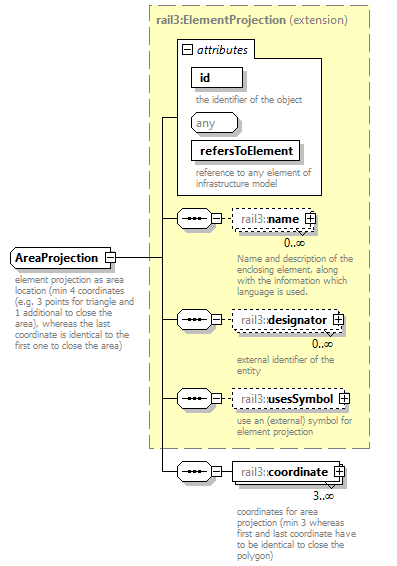 rail3:ElementProjection (extension)
attributes
id
the identifier of the object
any
refersToElement
reference to any element of
infrastructure model
rail3::name
0..∞
Name and description of the
enclosing element, along
with the information which
language is used.
AreaProjection
element projection as area
location (min 4 coordinates
(e.g. 3 points for triangle and
1 additional to close the
area), whereas the last
coordinate is identical to the
first one to close the area)
rail3::designator
0..∞
external identifier of the
entity
rail3::usesSymbol
use an (external) symbol for
element projection
rail3::coordinate
3..∞
coordinates for area
projection (min 3 whereas
first and last coordinate have
to be identical to close the
polygon)